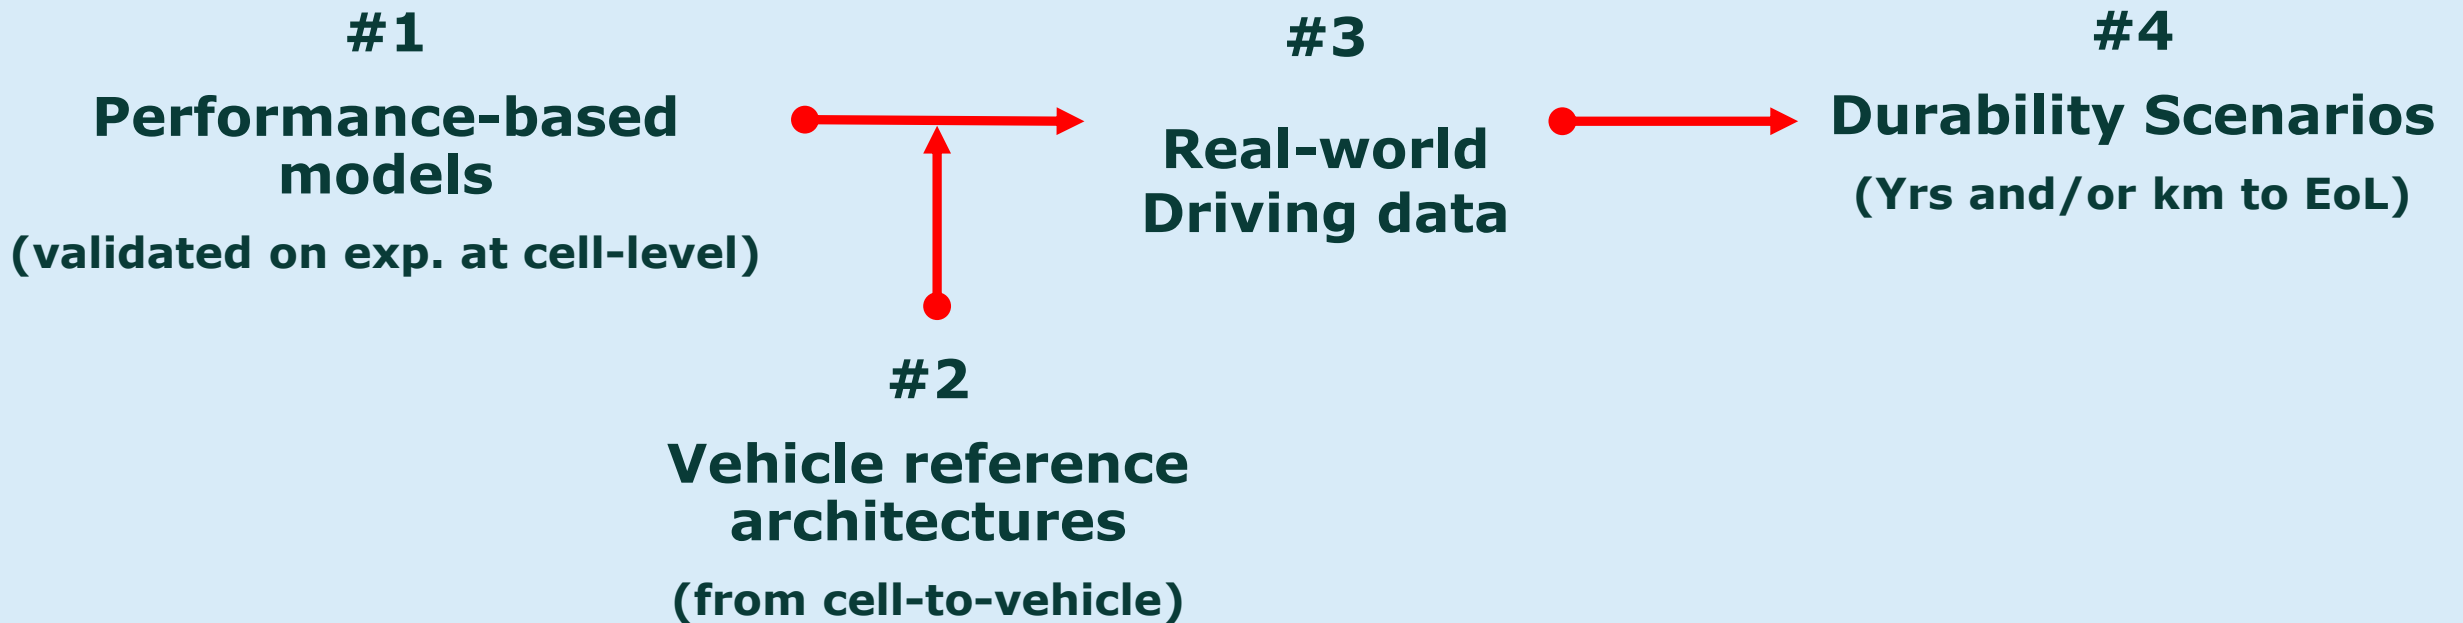 #1
Performance-based
models
(validated on exp. at cell-level)
#2
Vehicle reference
architectures
(from cell-to-vehicle)
#3
Real-world
Driving data
#4
Durability Scenarios
(Yrs and/or km to EoL)